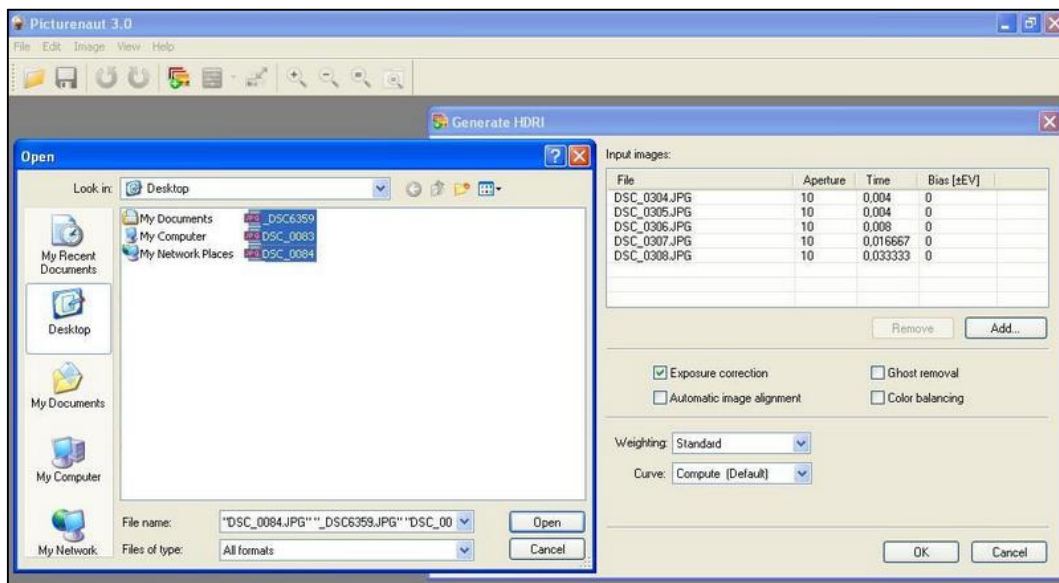 Picturenaut 3.0
File Edit Image View Help
Generate HDRI
Open
Look in: Desktop
My Recent Documents
Desktop
My Documents
My Computer
My Network
My Documents
My Computer
My Network Places
_DSC6359
DSC_0083
DSC_0084
File name: "DSC_0084.JPG" "_DSC6359.JPG" "DSC_00
Open
Files of type: All formats
Cancel
Input images:
File Aperture Time Bias [±EV]
DSC_0304.JPG 10 0,004 0
DSC_0305.JPG 10 0,004 0
DSC_0306.JPG 10 0,008 0
DSC_0307.JPG 10 0,016667 0
DSC_0308.JPG 10 0,033333 0
Remove Add...
Exposure correction Ghost removal
Automatic image alignment Color balancing
Weighting: Standard
Curve: Compute (Default)
OK Cancel